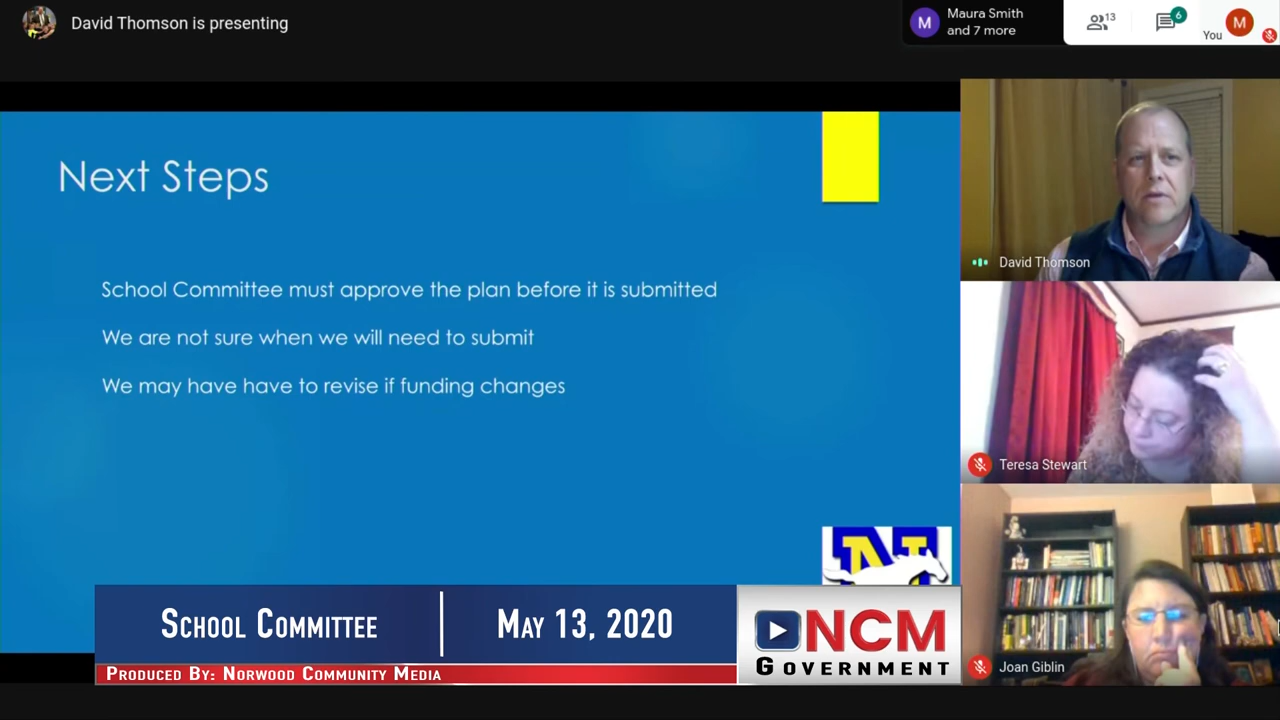 David Thomson is presenting
M
Maura Smith
and 7 more
13
6
You
M
Next Steps
School Committee must approve the plan before it is submitted
We are not sure when we will need to submit
We may have have to revise if funding changes
David Thomson
Teresa Stewart
Joan Giblin
N
School Committee
May 13, 2020
NCM
Government
Produced By: Norwood Community Media